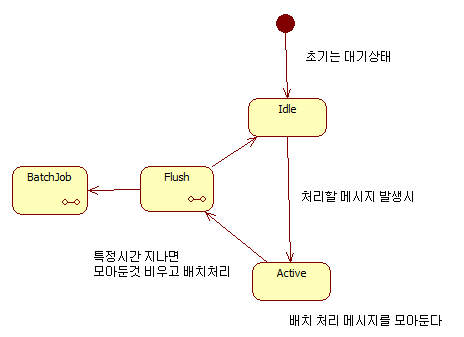 초기는 대기상태
Idle
BatchJob
Flush
처리할 메시지 발생시
특정시간 지나면
모아둔것 비우고 배치처리
Active
배치 처리 메시지를 모아둔다